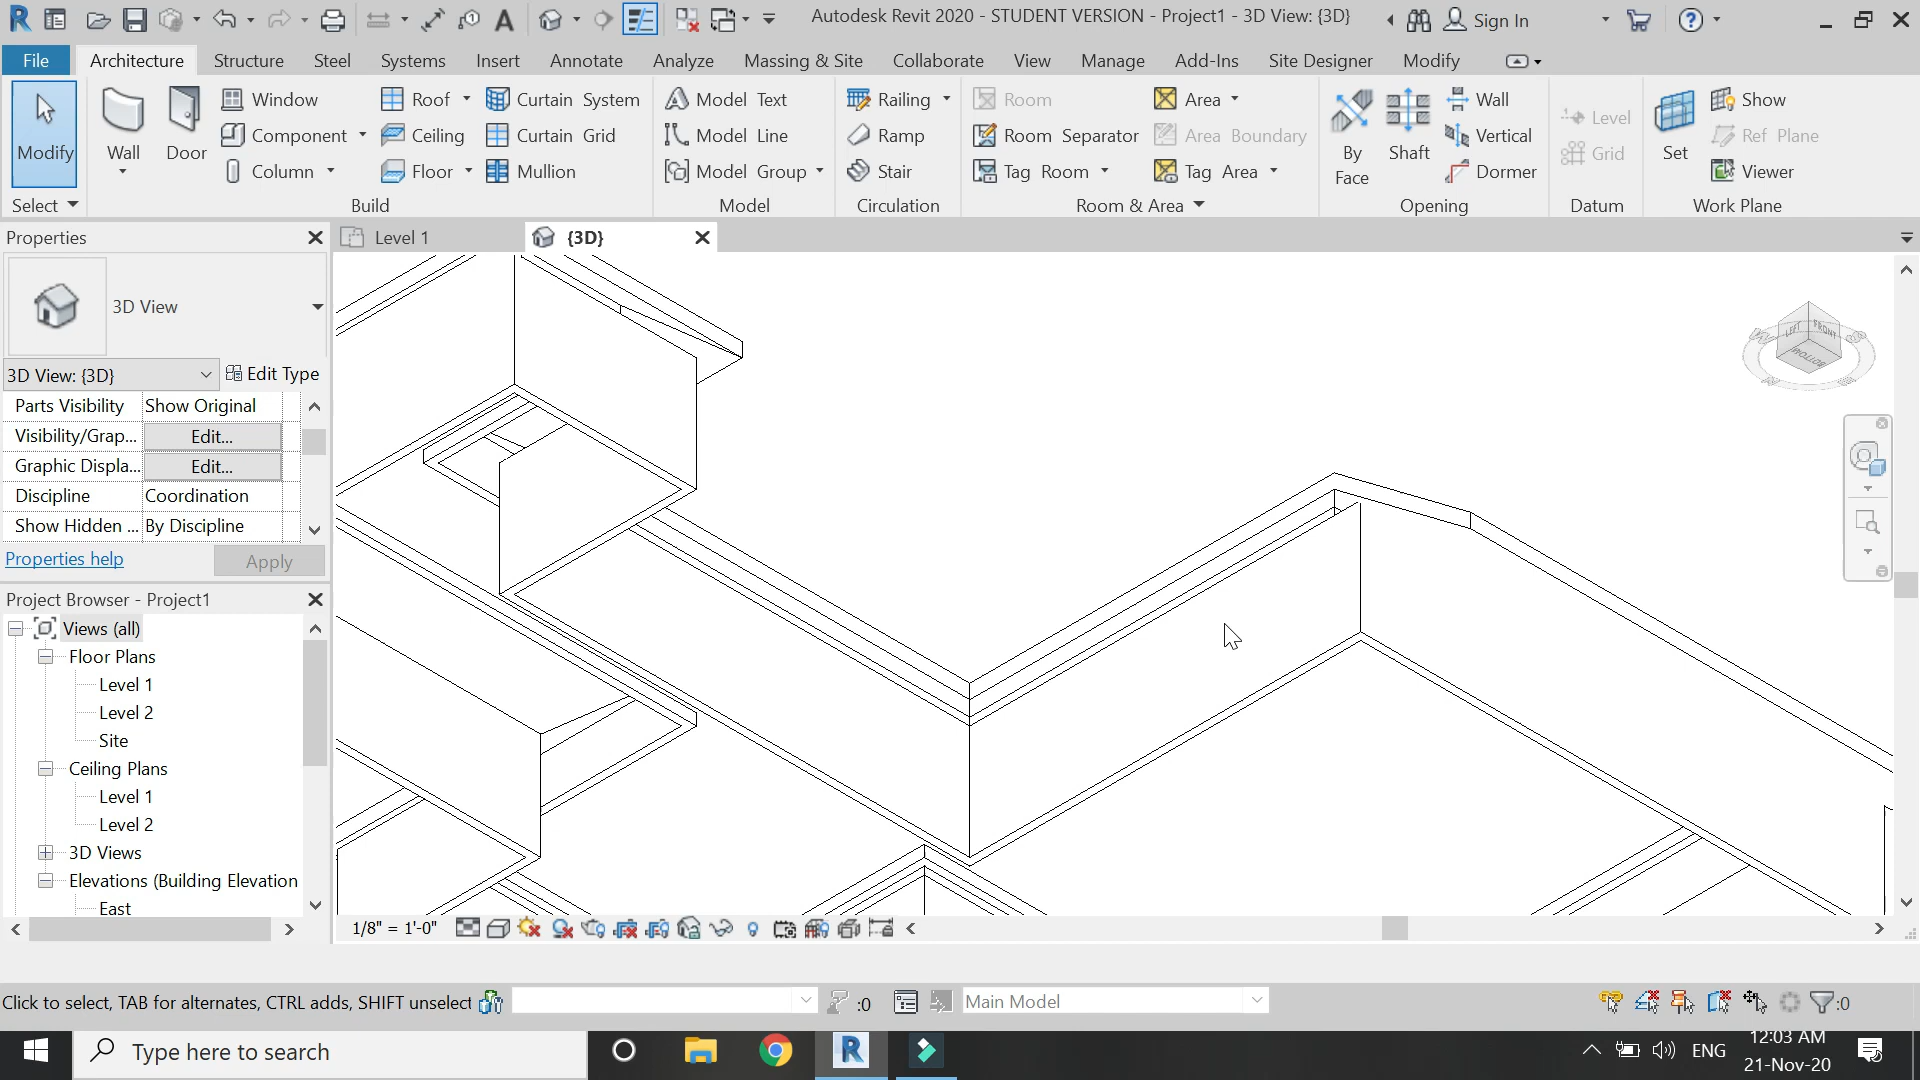 Autodesk Revit 2020 - STUDENT VERSION - Project1 - 3D View: {3D}
Sign In
File Architecture Structure Steel Systems Insert Annotate Analyze Massing & Site Collaborate View Manage Add-Ins Site Designer Modify
Window Roof Curtain System Model Text Railing Room Area Wall Level Show
Component Ceiling Curtain Grid Model Line Ramp Room Separator Area Boundary Vertical Grid Ref Plane
Modify Wall Door By Face Shaft Set
Column Floor Mullion Model Group Stair Tag Room Tag Area Dormer Viewer
Select Build Model Circulation Room & Area Opening Datum Work Plane
Properties
Level 1 {3D}
3D View
3D View: {3D} Edit Type
Parts Visibility Show Original
Visibility/Grap... Edit...
Graphic Displa... Edit...
Discipline Coordination
Show Hidden ... By Discipline
Properties help Apply
LEFT FRONT
BOTTOM
Project Browser - Project1
Views (all)
Floor Plans
Level 1
Level 2
Site
Ceiling Plans
Level 1
Level 2
3D Views
Elevations (Building Elevation
East
1/8" = 1'-0"
Click to select, TAB for alternates, CTRL adds, SHIFT unselect :0 Main Model :0
Type here to search
ENG
12:03 AM
21-Nov-20